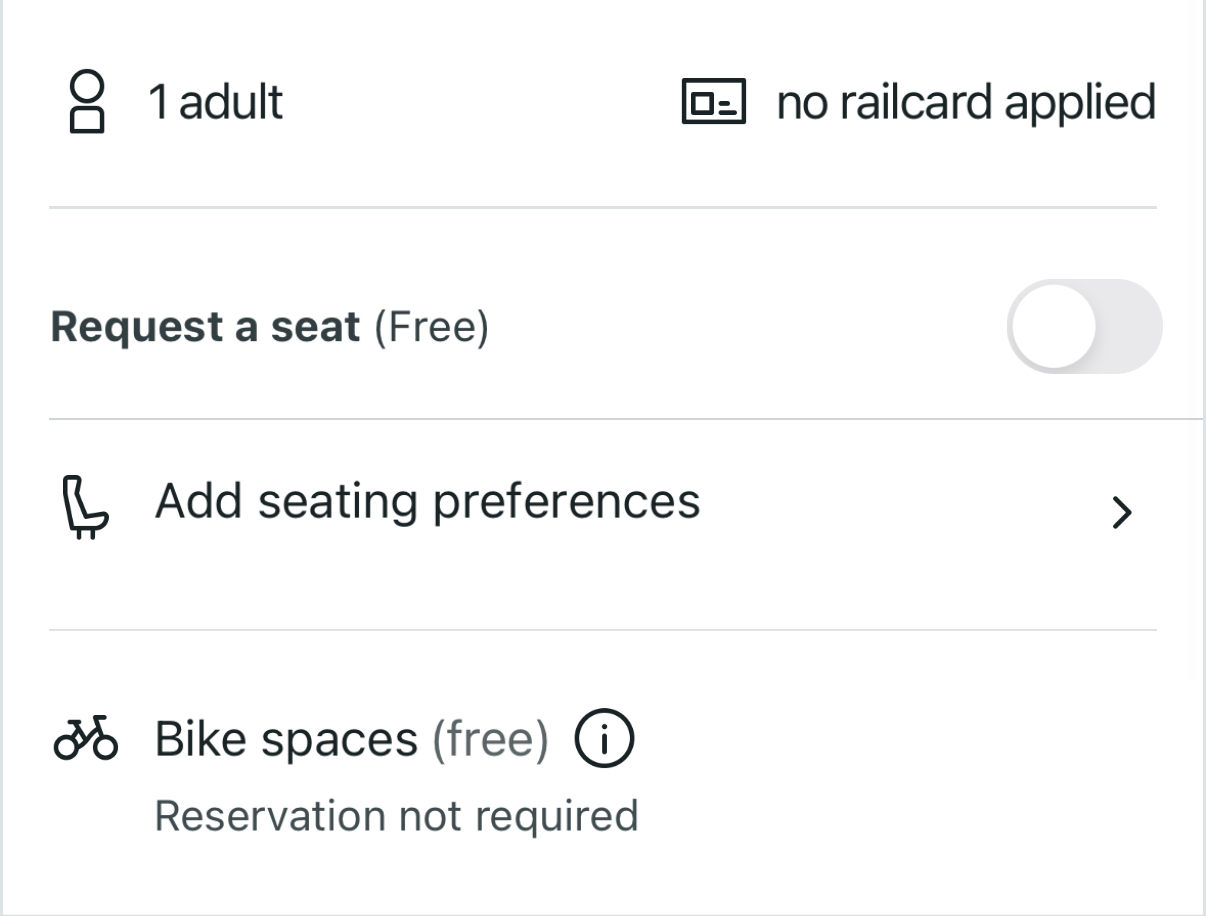 1 adult no railcard applied
Request a seat (Free)
Add seating preferences
Bike spaces (free)
Reservation not required